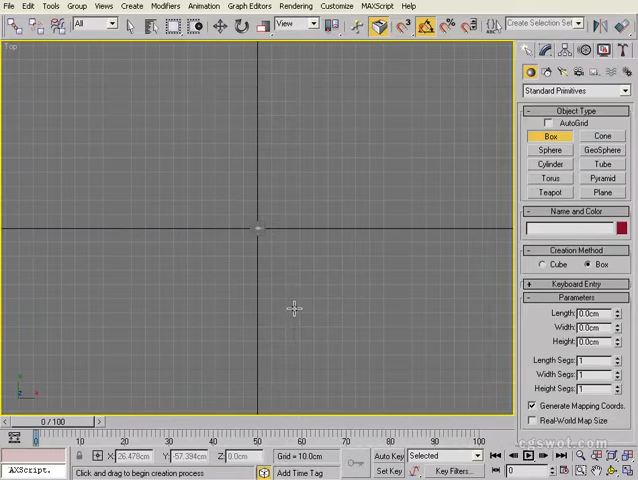 File Edit Tools Group Views Create Modifiers Animation Graph Editors Rendering Customize MAXScript Help
All View Create Selection Set
Top
Standard Primitives
Object Type
AutoGrid
Box Cone
Sphere GeoSphere
Cylinder Tube
Torus Pyramid
Teapot Plane
Name and Color
Creation Method
Cube Box
Keyboard Entry
Parameters
Length: 0.0cm
Width: 0.0cm
Height: 0.0cm
Length Segs: 1
Width Segs: 1
Height Segs: 1
Generate Mapping Coords.
Real-World Map Size
y
z x
0 / 100
0 10 20 30 40 50 60 70 80 90 100
cgswot.com
X: 26.478cm Y: -57.394cm Z: 0.0cm Grid = 10.0cm Auto Key Selected
AXScript. Click and drag to begin creation process Add Time Tag Set Key Key Filters... 0